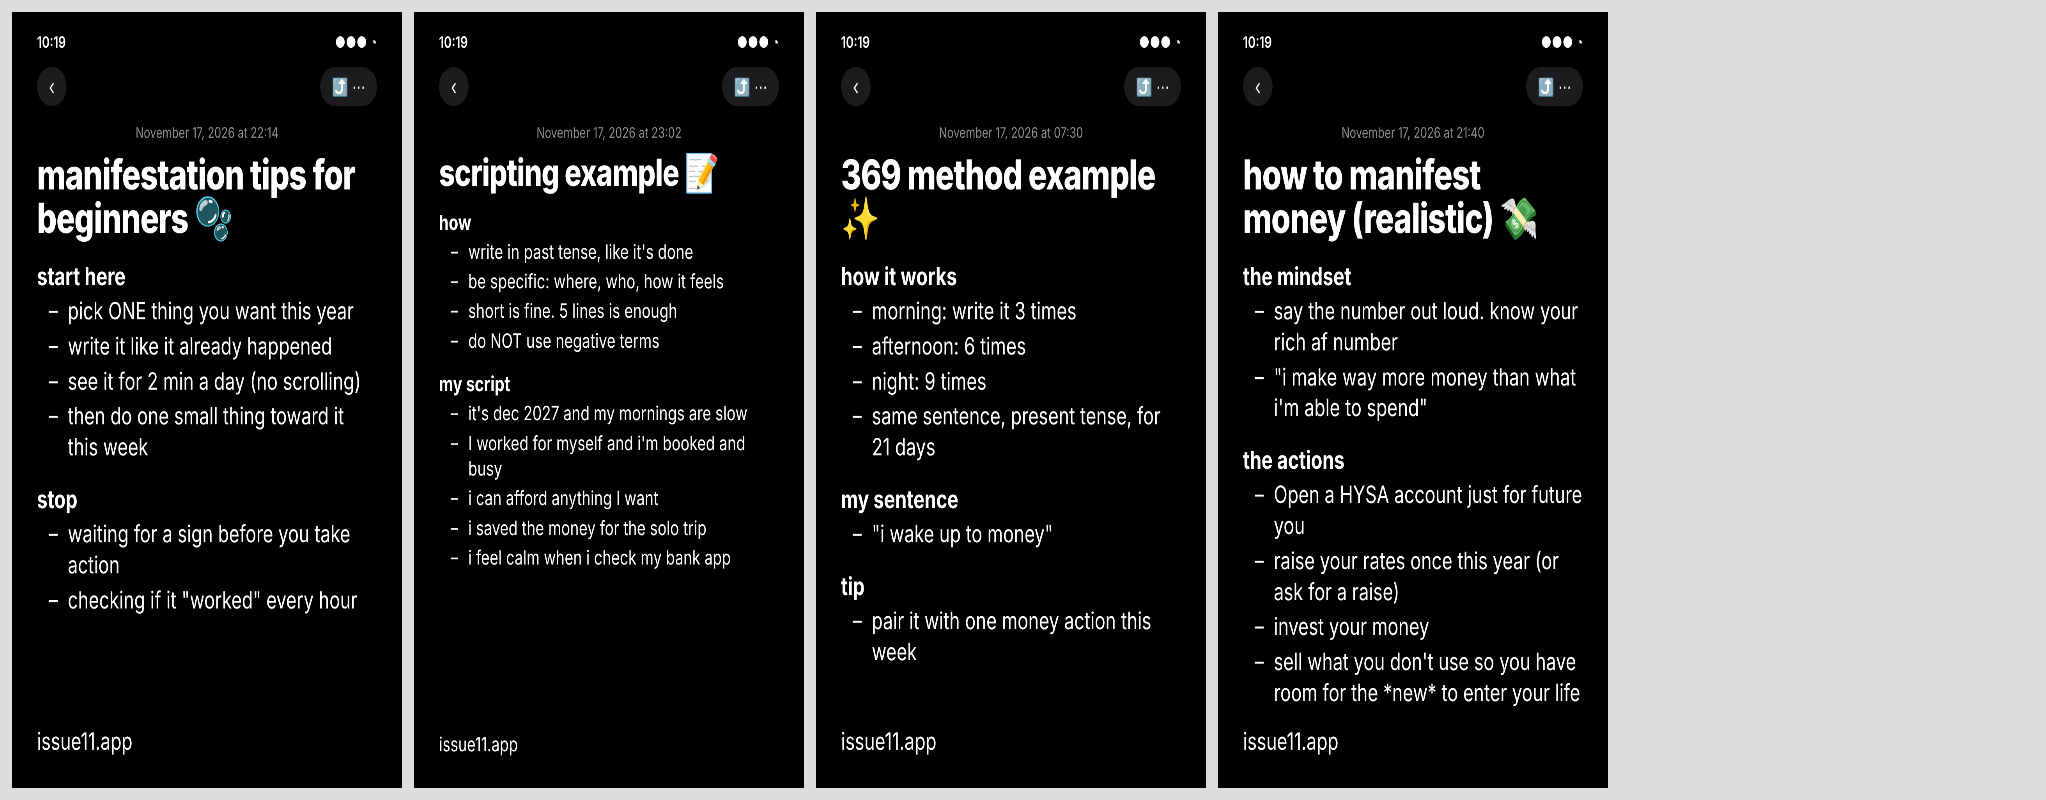 10:19
‹
⤴️ ···
November 17, 2026 at 22:14
manifestation tips for
beginners 🫧
start here
– pick ONE thing you want this year
– write it like it already happened
– see it for 2 min a day (no scrolling)
– then do one small thing toward it
this week
stop
– waiting for a sign before you take
action
– checking if it "worked" every hour
issue11.app
10:19
‹
⤴️ ···
November 17, 2026 at 23:02
scripting example 📝
how
– write in past tense, like it's done
– be specific: where, who, how it feels
– short is fine. 5 lines is enough
– do NOT use negative terms
my script
– it's dec 2027 and my mornings are slow
– I worked for myself and i'm booked and
busy
– i can afford anything I want
– i saved the money for the solo trip
– i feel calm when i check my bank app
issue11.app
10:19
‹
⤴️ ···
November 17, 2026 at 07:30
369 method example
✨
how it works
– morning: write it 3 times
– afternoon: 6 times
– night: 9 times
– same sentence, present tense, for
21 days
my sentence
– "i wake up to money"
tip
– pair it with one money action this
week
issue11.app
10:19
‹
⤴️ ···
November 17, 2026 at 21:40
how to manifest
money (realistic) 💸
the mindset
– say the number out loud. know your
rich af number
– "i make way more money than what
i'm able to spend"
the actions
– Open a HYSA account just for future
you
– raise your rates once this year (or
ask for a raise)
– invest your money
– sell what you don't use so you have
room for the *new* to enter your life
issue11.app